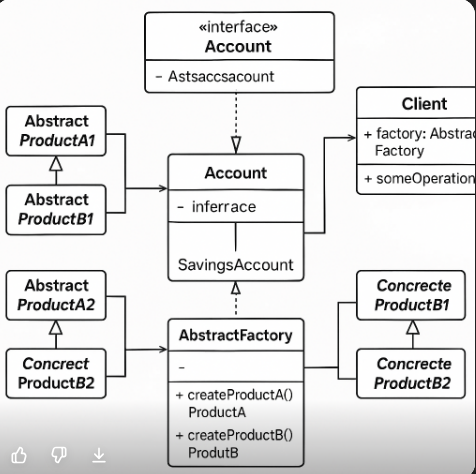 «interface»
Account
- Astsaccsacount
Abstract
ProductA1
Abstract
ProductB1
Account
- inferrace
SavingsAccount
Client
+ factory: Abstrac
Factory
+ someOperation
Abstract
ProductA2
Concrect
ProductB2
AbstractFactory
-
+ createProductA()
ProductA
+ createProductB()
ProdutB
Concrecte
ProductB1
Concrecte
ProductB2